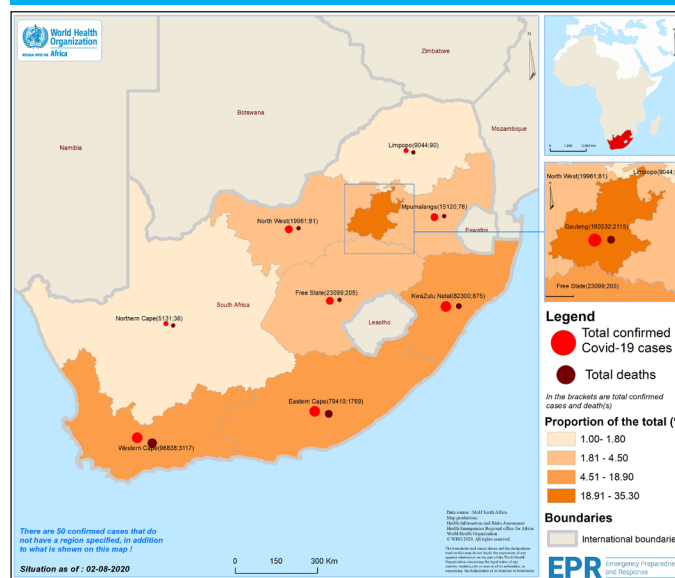 World Health
Organization
REGIONAL OFFICE FOR Africa
Zimbabwe
Botswana
Mozambique
Namibia
Limpopo(9044;90)
Mpumalanga(15120;78)
North West(19961;81)
Eswatini
Free State(23099;205)
KwaZulu Natal(82300;875)
South Africa
Northern Cape(5131;36)
Lesotho
Eastern Cape(79410;1769)
Western Cape(96838;3117)
There are 50 confirmed cases that do
not have a region specified, in addition
to what is shown on this map !
Situation as of : 02-08-2020
0 150 300 Km
Data source : MoH South Africa
Map production :
Health Information and Risks Assessment
Health Emergencies Regional office for Africa
World Health Organization
© WHO 2020. All rights reserved
North West(19961;81)
Limpopo(9044;
Gauteng(180532;2115)
Free State(23099;205)
Legend
Total confirmed
Covid-19 cases
Total deaths
In the brackets are total confirmed
cases and death(s)
Proportion of the total (
1.00- 1.80
1.81 - 4.50
4.51 - 18.90
18.91 - 35.30
Boundaries
International boundarie
EPR
Emergency Preparedne
and Response